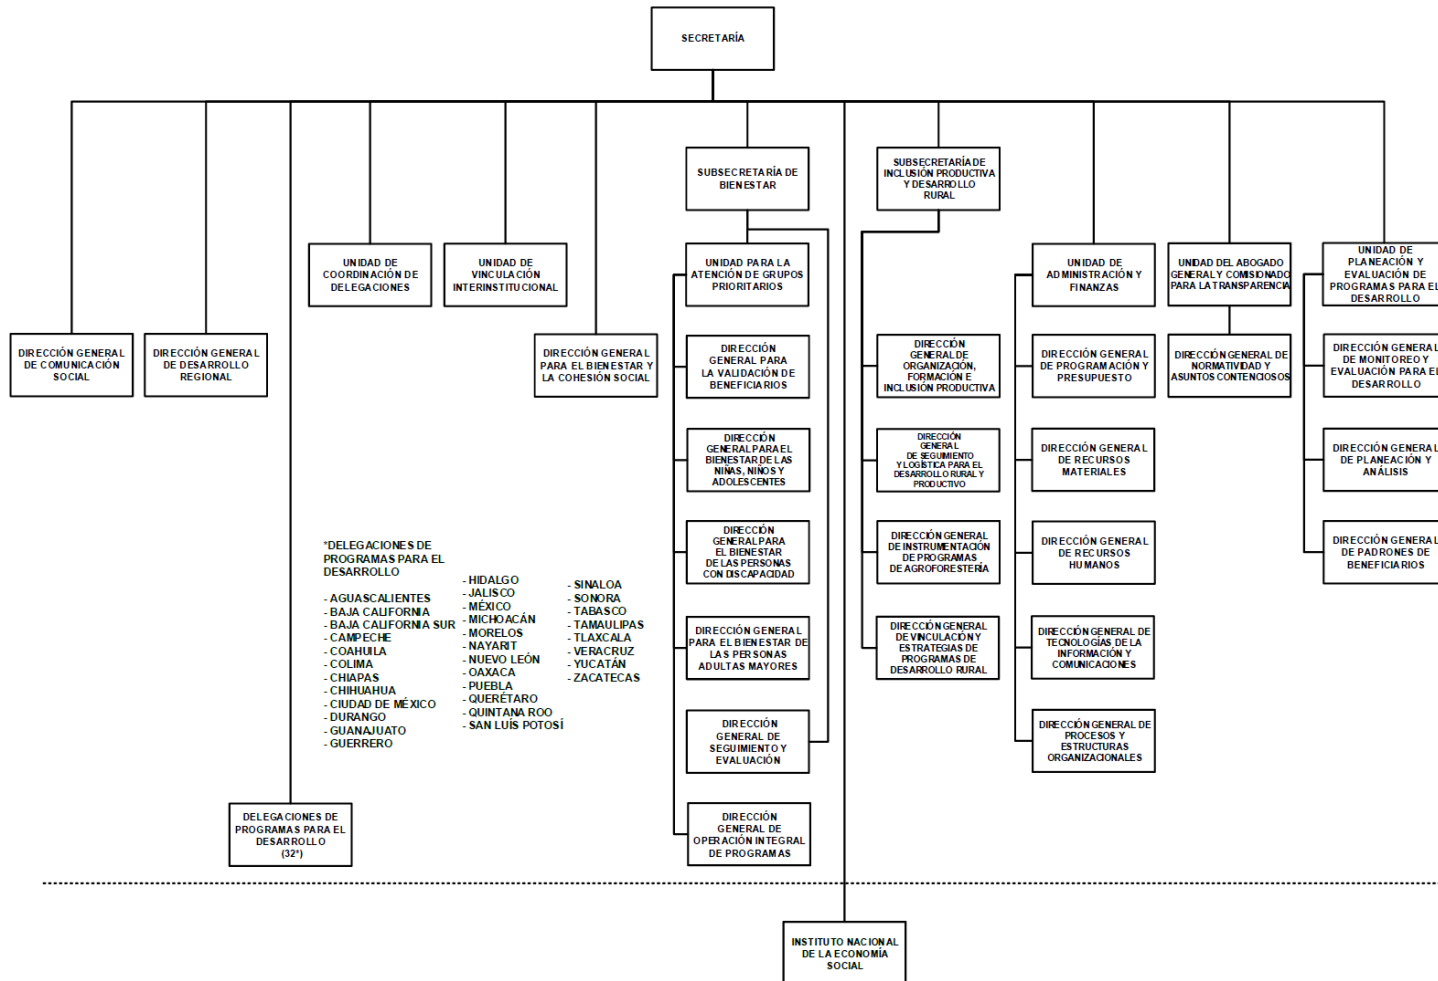 SECRETARÍA
SUBSECRETARÍA DE
BIENESTAR
SUBSECRETARÍA DE
INCLUSIÓN PRODUCTIVA
Y DESARROLLO
RURAL
UNIDAD DE
COORDINACIÓN DE
DELEGACIONES
UNIDAD DE
VINCULACIÓN
INTERINSTITUCIONAL
UNIDAD PARA LA
ATENCIÓN DE GRUPOS
PRIORITARIOS
UNIDAD DE
ADMINISTRACIÓN Y
FINANZAS
UNIDAD DEL ABOGADO
GENERAL Y COMISIONADO
PARA LA TRANSPARENCIA
UNIDAD DE
PLANEACIÓN Y
EVALUACIÓN DE
PROGRAMAS PARA EL
DESARROLLO
DIRECCIÓN GENERAL
DE COMUNICACIÓN
SOCIAL
DIRECCIÓN GENERAL
DE DESARROLLO
REGIONAL
DIRECCIÓN GENERAL
PARA EL BIENESTAR Y
LA COHESIÓN SOCIAL
DIRECCIÓN
GENERAL PARA
LA VALIDACIÓN DE
BENEFICIARIOS
DIRECCIÓN
GENERAL DE
ORGANIZACIÓN,
FORMACIÓN E
INCLUSIÓN PRODUCTIVA
DIRECCIÓN GENERAL
DE PROGRAMACIÓN Y
PRESUPUESTO
DIRECCIÓN GENERAL DE
NORMATIVIDAD Y
ASUNTOS CONTENCIOSOS
DIRECCIÓN GENERAL
DE MONITOREO Y
EVALUACIÓN PARA EL
DESARROLLO
DIRECCIÓN
GENERAL PARA EL
BIENESTAR DE LAS
NIÑAS, NIÑOS Y
ADOLESCENTES
DIRECCIÓN
GENERAL
DE SEGUIMIENTO
Y LOGÍSTICA PARA EL
DESARROLLO RURAL Y
PRODUCTIVO
DIRECCIÓN GENERAL
DE RECURSOS
MATERIALES
DIRECCIÓN GENERAL
DE PLANEACIÓN Y
ANÁLISIS
DIRECCIÓN
GENERAL PARA
EL BIENESTAR
DE LAS PERSONAS
CON DISCAPACIDAD
DIRECCIÓN GENERAL
DE INSTRUMENTACIÓN
DE PROGRAMAS
DE AGROFORESTERÍA
DIRECCIÓN GENERAL
DE RECURSOS
HUMANOS
DIRECCIÓN GENERAL
DE PADRONES DE
BENEFICIARIOS
*DELEGACIONES DE
PROGRAMAS PARA EL
DESARROLLO
- AGUASCALIENTES
- BAJA CALIFORNIA
- BAJA CALIFORNIA SUR
- CAMPECHE
- COAHUILA
- COLIMA
- CHIAPAS
- CHIHUAHUA
- CIUDAD DE MÉXICO
- DURANGO
- GUANAJUATO
- GUERRERO
- HIDALGO
- JALISCO
- MÉXICO
- MICHOACÁN
- MORELOS
- NAYARIT
- NUEVO LEÓN
- OAXACA
- PUEBLA
- QUERÉTARO
- QUINTANA ROO
- SAN LUÍS POTOSÍ
- SINALOA
- SONORA
- TABASCO
- TAMAULIPAS
- TLAXCALA
- VERACRUZ
- YUCATÁN
- ZACATECAS
DIRECCIÓN GENERAL
PARA EL BIENESTAR DE
LAS PERSONAS
ADULTAS MAYORES
DIRECCIÓN GENERAL
DE VINCULACIÓN Y
ESTRATEGIAS DE
PROGRAMAS DE
DESARROLLO RURAL
DIRECCIÓN GENERAL DE
TECNOLOGÍAS DE LA
INFORMACIÓN Y
COMUNICACIONES
DIRECCIÓN
GENERAL DE
SEGUIMIENTO Y
EVALUACIÓN
DIRECCIÓN GENERAL DE
PROCESOS Y
ESTRUCTURAS
ORGANIZACIONALES
DELEGACIONES DE
PROGRAMAS PARA EL
DESARROLLO
(32*)
DIRECCIÓN
GENERAL DE
OPERACIÓN INTEGRAL
DE PROGRAMAS
INSTITUTO NACIONAL
DE LA ECONOMÍA
SOCIAL